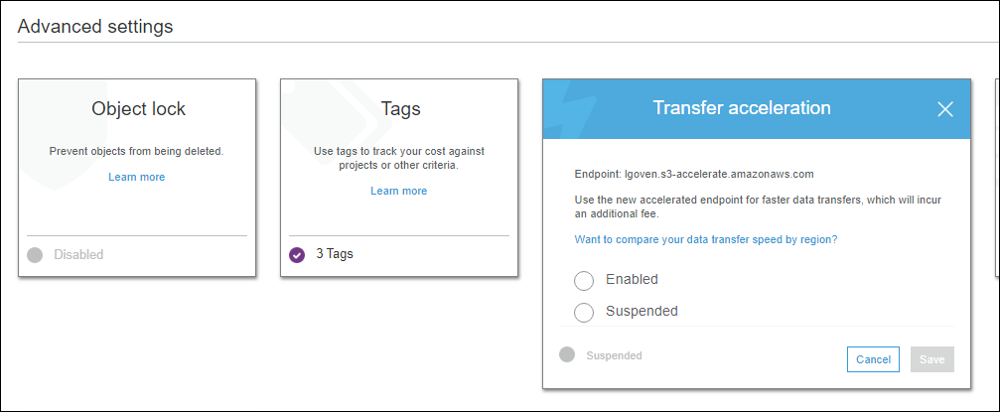 Advanced settings
Object lock
Prevent objects from being deleted.
Learn more
Disabled
Tags
Use tags to track your cost against
projects or other criteria.
Learn more
3 Tags
Transfer acceleration
Endpoint: lgoven.s3-accelerate.amazonaws.com
Use the new accelerated endpoint for faster data transfers, which will incur
an additional fee.
Want to compare your data transfer speed by region?
Enabled
Suspended
Suspended
Cancel
Save